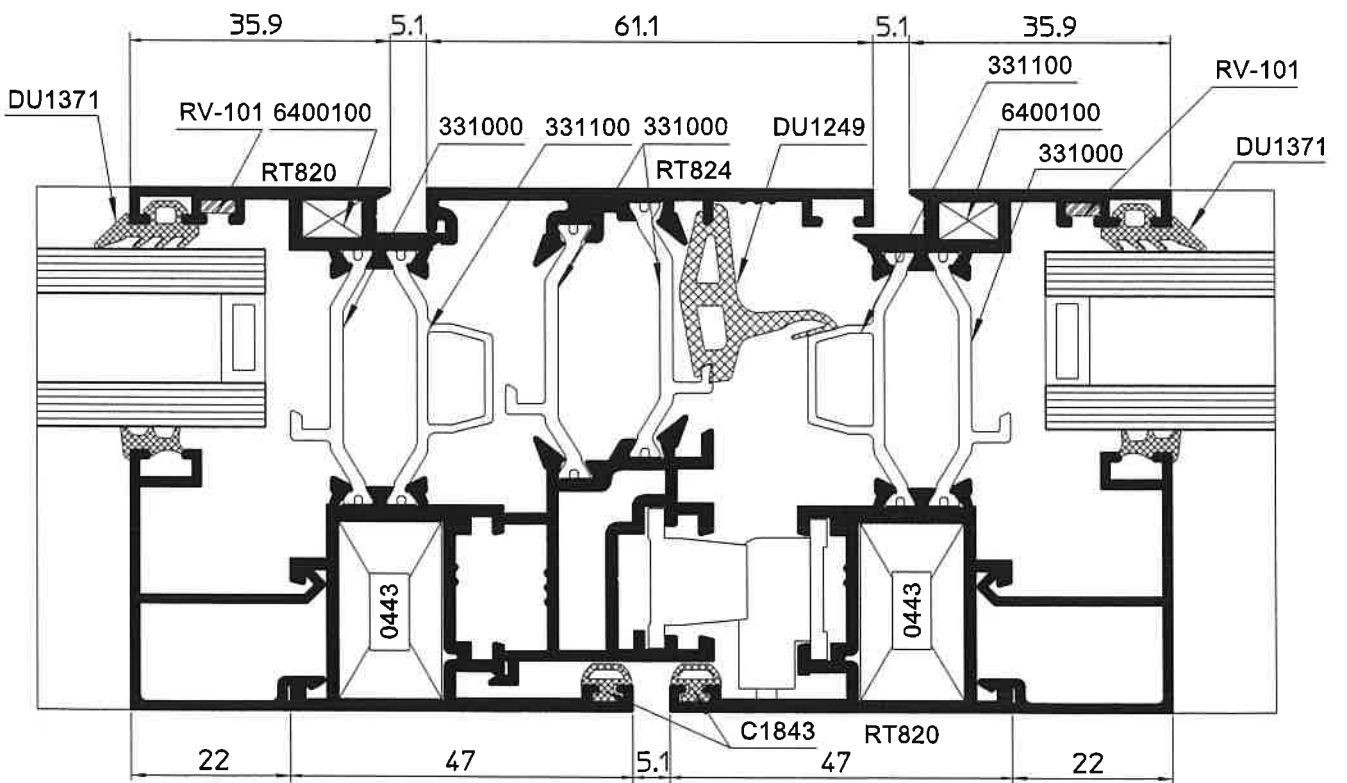 35.9 5.1 61.1 5.1 35.9
331100 RV-101
DU1371 RV-101 6400100 331000 331100 331000 DU1249 6400100 DU1371
331000
RT820 RT824
0443 0443
C1843 RT820
22 47 5.1 47 22